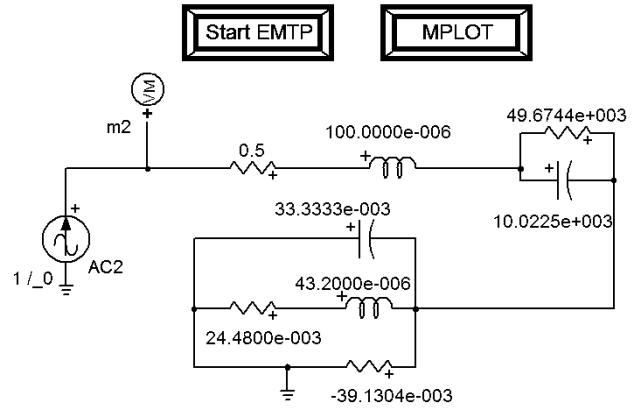 Start EMTP
MPLOT
VM
m2
0.5
100.0000e-006
49.6744e+003
10.0225e+003
AC2
1 /_0
33.3333e-003
43.2000e-006
24.4800e-003
-39.1304e-003